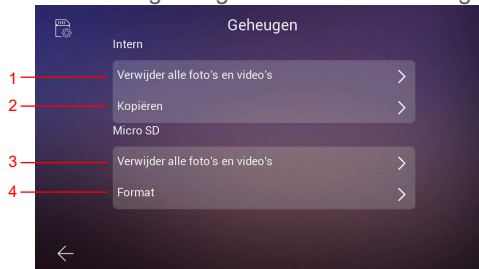 Geheugen
Intern
1 Verwijder alle foto's en video's
2 Kopiëren
Micro SD
3 Verwijder alle foto's en video's
4 Format